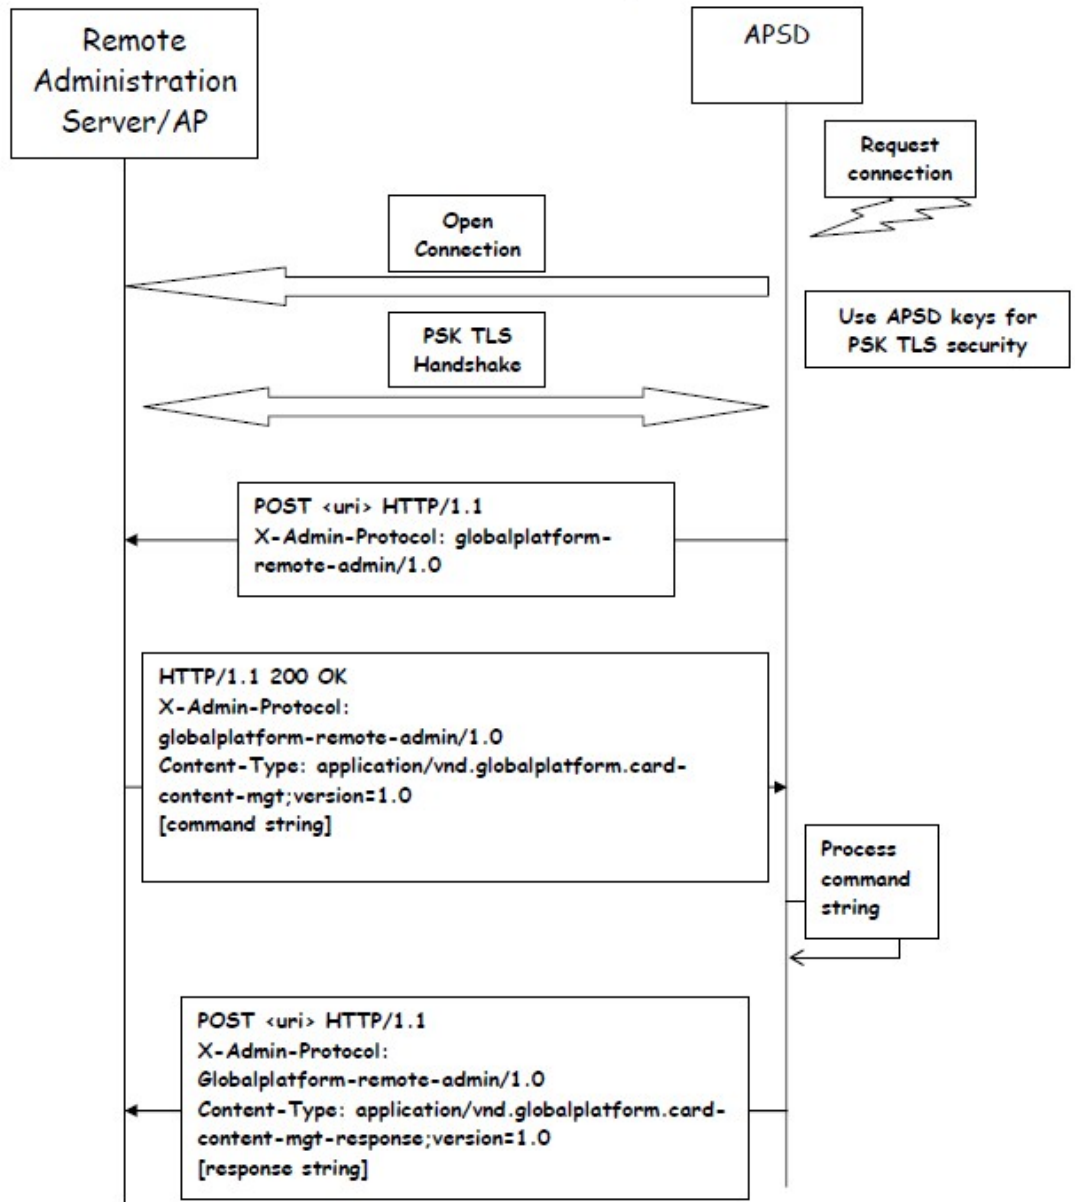 Remote
Administration
Server/AP
APSD
Request
connection
Open
Connection
Use APSD keys for
PSK TLS security
PSK TLS
Handshake
POST <uri> HTTP/1.1
X-Admin-Protocol: globalplatform-
remote-admin/1.0
HTTP/1.1 200 OK
X-Admin-Protocol:
globalplatform-remote-admin/1.0
Content-Type: application/vnd.globalplatform.card-
content-mgt;version=1.0
[command string]
Process
command
string
POST <uri> HTTP/1.1
X-Admin-Protocol:
Globalplatform-remote-admin/1.0
Content-Type: application/vnd.globalplatform.card-
content-mgt-response;version=1.0
[response string]